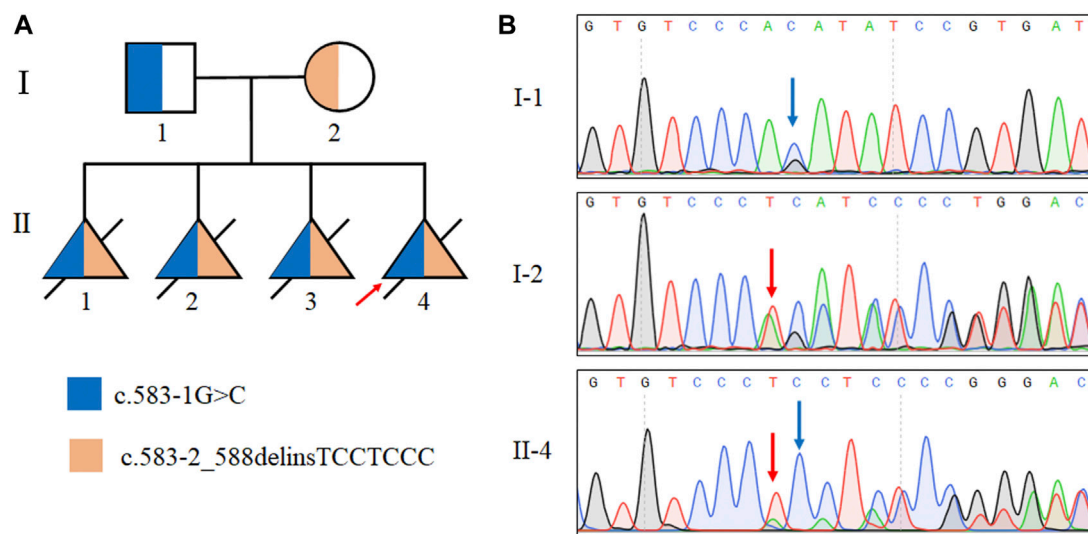 A
I
1
2
II
1
2
3
4
c.583-1G>C
c.583-2_588delinsTCCTCCC
B
G T G T C C C A C A T A T C C G T G A T
I-1
G T G T C C C T C A T C C C C T G G A C
I-2
G T G T C C C T C C T C C C C G G G A C
II-4